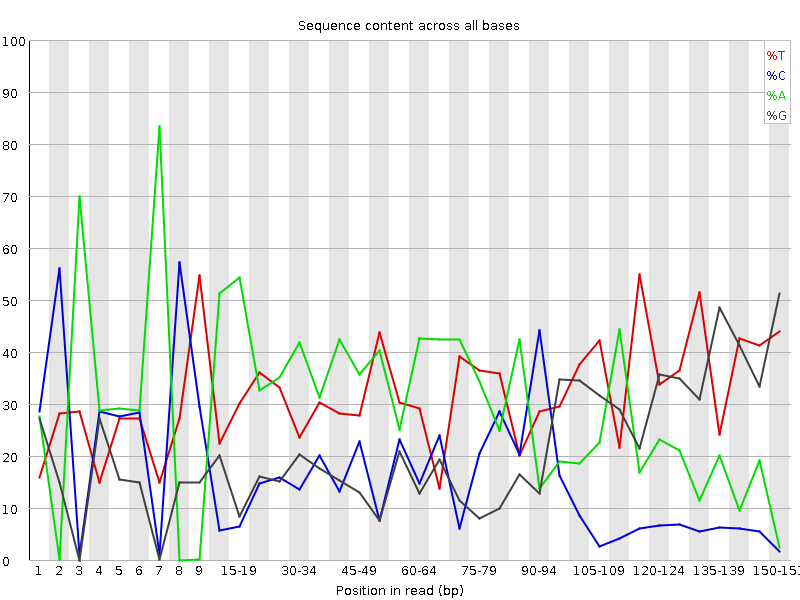 Sequence content across all bases
%T
%C
%A
%G
100
90
80
70
60
50
40
30
20
10
0
1 2 3 4 5 6 7 8 9 15-19 30-34 45-49 60-64 75-79 90-94 105-109 120-124 135-139 150-151
Position in read (bp)